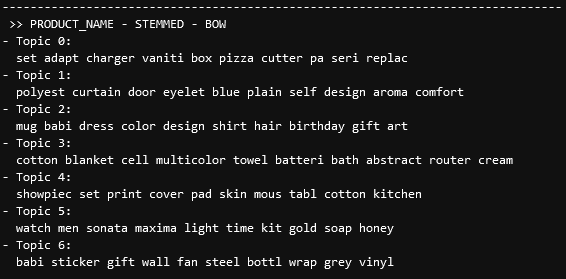 --------------------------------------------------------------------------------
>> PRODUCT_NAME - STEMMED - BOW
- Topic 0:
set adapt charger vaniti box pizza cutter pa seri replac
- Topic 1:
polyest curtain door eyelet blue plain self design aroma comfort
- Topic 2:
mug babi dress color design shirt hair birthday gift art
- Topic 3:
cotton blanket cell multicolor towel batteri bath abstract router cream
- Topic 4:
showpiec set print cover pad skin mous tabl cotton kitchen
- Topic 5:
watch men sonata maxima light time kit gold soap honey
- Topic 6:
babi sticker gift wall fan steel bottl wrap grey vinyl